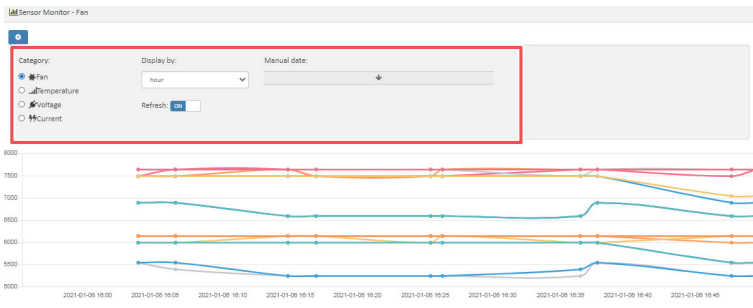 Sensor Monitor - Fan
Category:
Fan
Temperature
Voltage
Current
Display by:
hour
Refresh: ON
Manual date:
8000
7500
7000
6500
6000
5500
5000
2021-01-06 16:00 2021-01-06 16:05 2021-01-06 16:10 2021-01-06 16:15 2021-01-06 16:20 2021-01-06 16:25 2021-01-06 16:30 2021-01-06 16:35 2021-01-06 16:40 2021-01-06 16:45